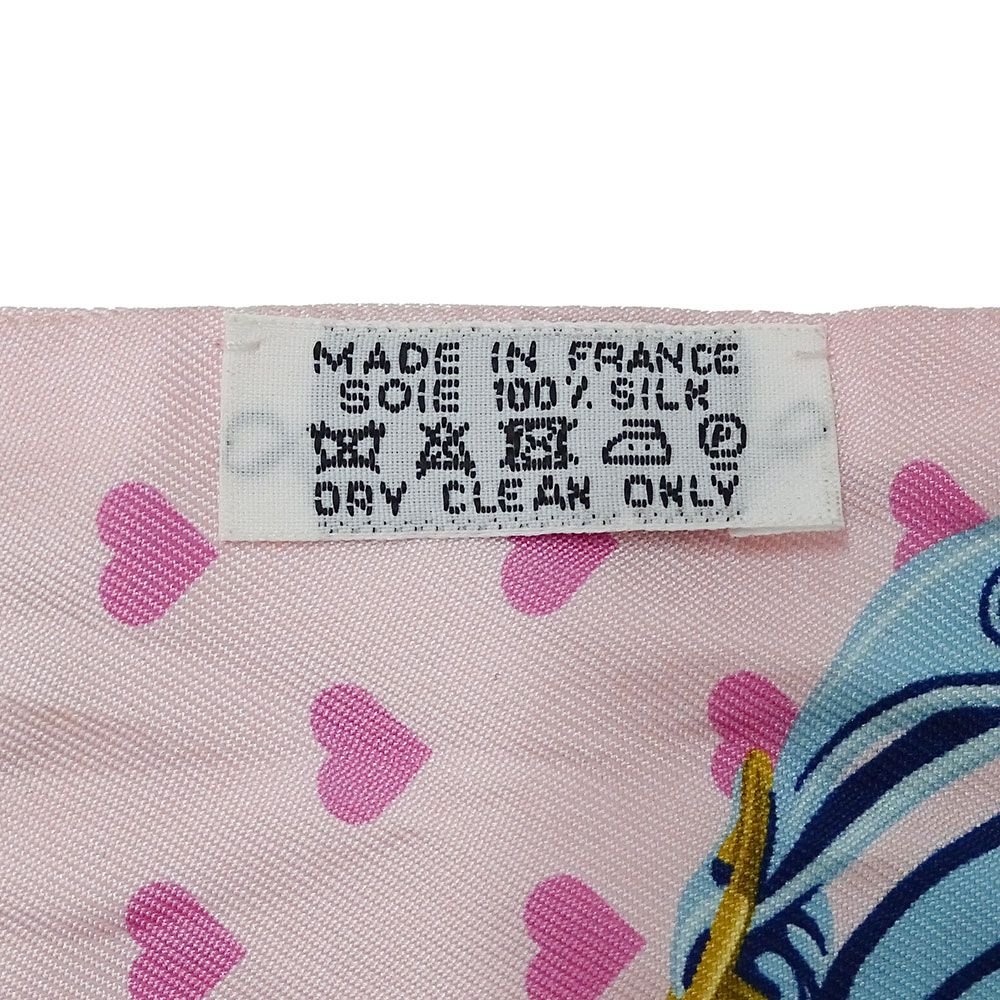 MADE IN FRANCE
SOIE 100% SILK
P
DRY CLEAN ONLY